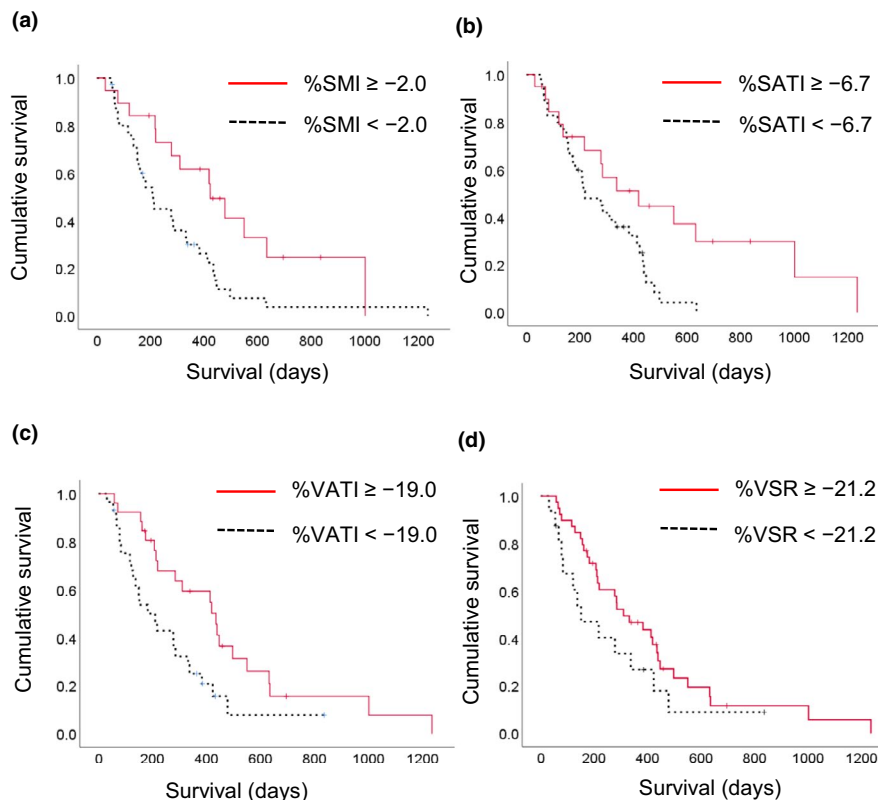 (a)
%SMI ≥ −2.0
%SMI < −2.0
Cumulative survival
1.0
0.8
0.6
0.4
0.2
0.0
0 200 400 600 800 1000 1200
Survival (days)
(b)
%SATI ≥ −6.7
%SATI < −6.7
Cumulative survival
1.0
0.8
0.6
0.4
0.2
0.0
0 200 400 600 800 1000 1200
Survival (days)
(c)
%VATI ≥ −19.0
%VATI < −19.0
Cumulative survival
1.0
0.8
0.6
0.4
0.2
0.0
0 200 400 600 800 1000 1200
Survival (days)
(d)
%VSR ≥ −21.2
%VSR < −21.2
Cumulative survival
1.0
0.8
0.6
0.4
0.2
0.0
0 200 400 600 800 1000 1200
Survival (days)